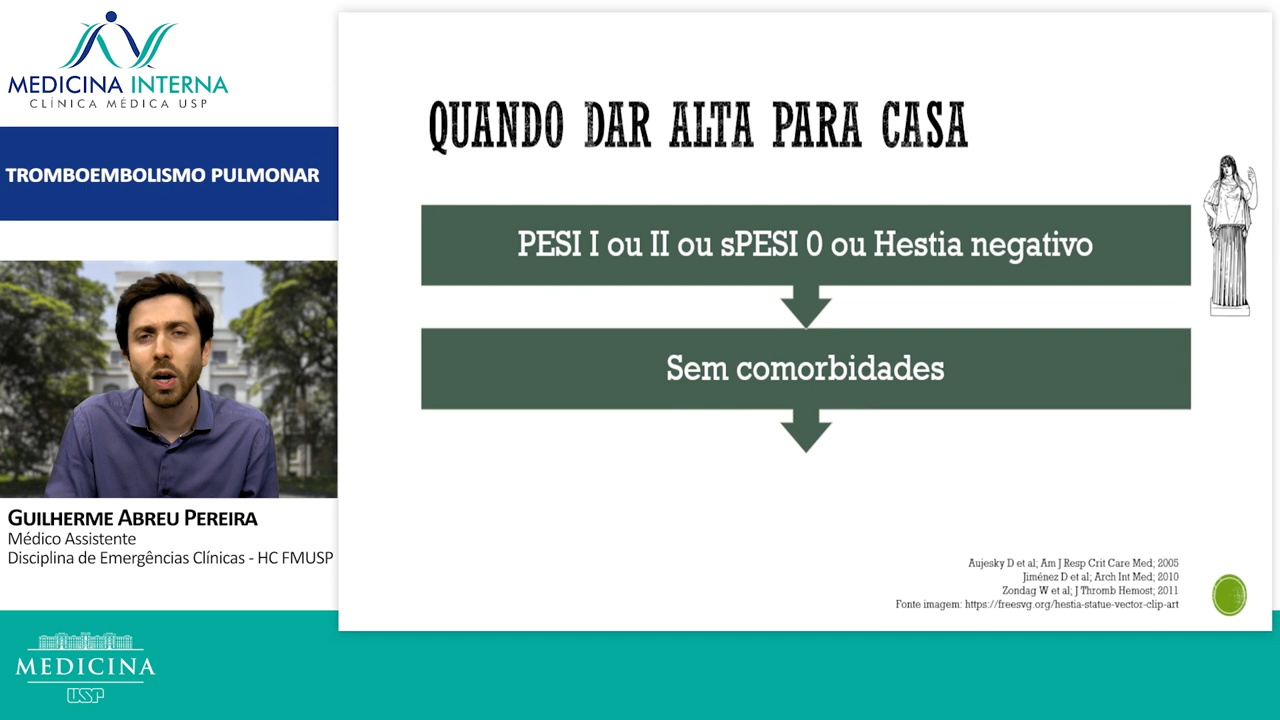 MEDICINA INTERNA
CLÍNICA MÉDICA USP
TROMBOEMBOLISMO PULMONAR
GUILHERME ABREU PEREIRA
Médico Assistente
Disciplina de Emergências Clínicas - HC FMUSP
MEDICINA
USP
QUANDO DAR ALTA PARA CASA
PESI I ou II ou sPESI 0 ou Hestia negativo
Sem comorbidades
Aujesky D et al; Am J Resp Crit Care Med; 2005
Jiménez D et al; Arch Int Med; 2010
Zondag W et al; J Thromb Hemost; 2011
Fonte imagem: https://freesvg.org/hestia-statue-vector-clip-art